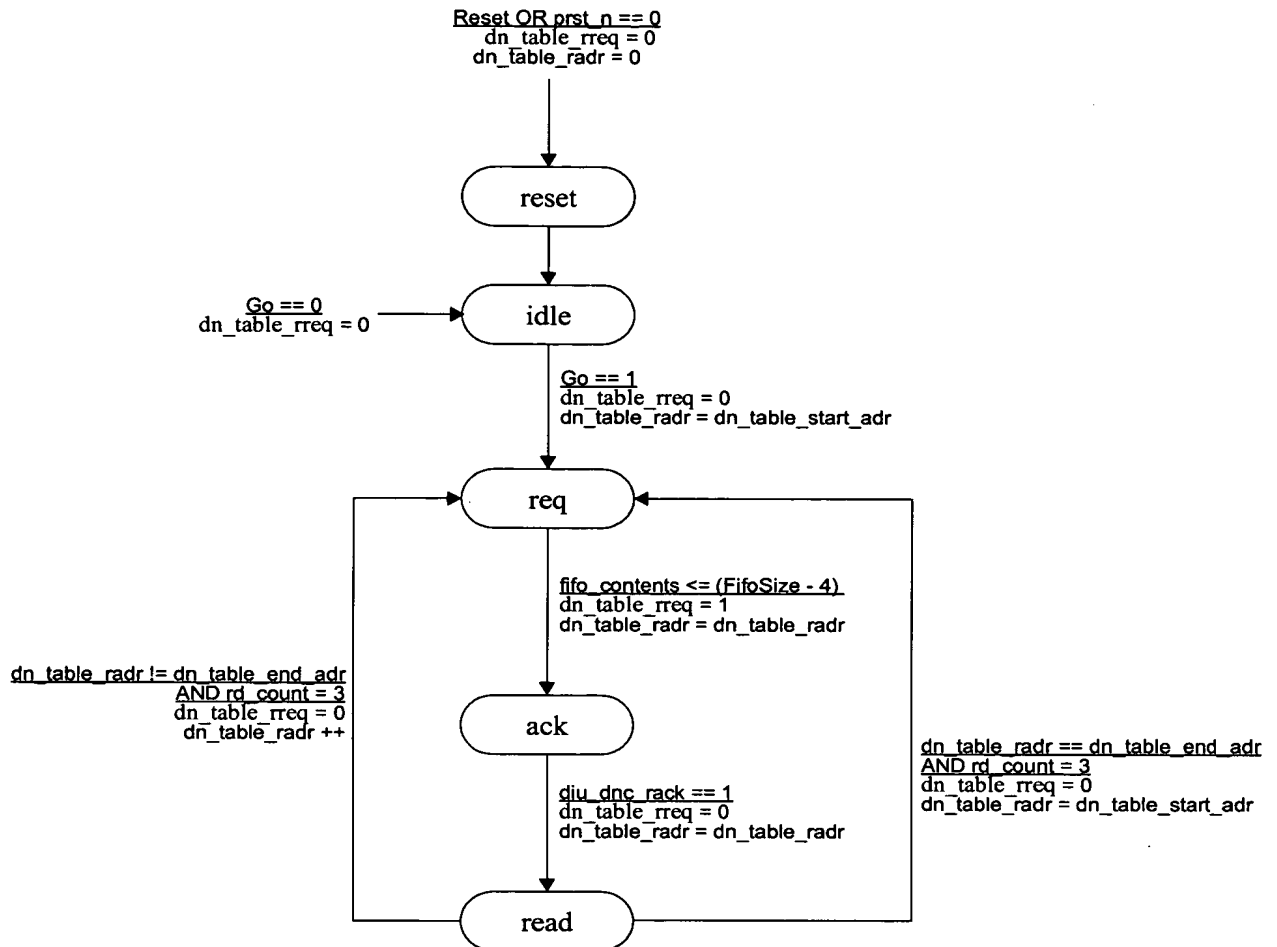 Reset OR prst_n == 0
dn_table_rreq = 0
dn_table_radr = 0
reset
idle
Go == 0
dn_table_rreq = 0
Go == 1
dn_table_rreq = 0
dn_table_radr = dn_table_start_adr
req
fifo_contents <= (FifoSize - 4)
dn_table_rreq = 1
dn_table_radr = dn_table_radr
dn_table_radr != dn_table_end_adr
AND rd_count = 3
dn_table_rreq = 0
dn_table_radr ++
ack
dn_table_radr == dn_table_end_adr
AND rd_count = 3
dn_table_rreq = 0
dn_table_radr = dn_table_start_adr
diu_dnc_rack == 1
dn_table_rreq = 0
dn_table_radr = dn_table_radr
read